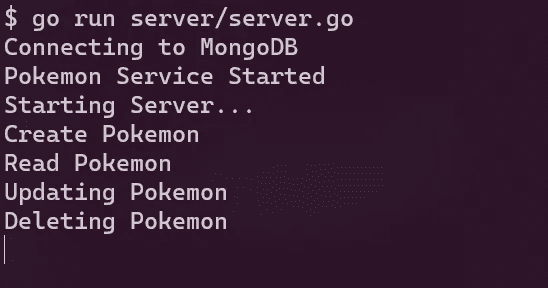 $ go run server/server.go
Connecting to MongoDB
Pokemon Service Started
Starting Server...
Create Pokemon
Read Pokemon
Updating Pokemon
Deleting Pokemon